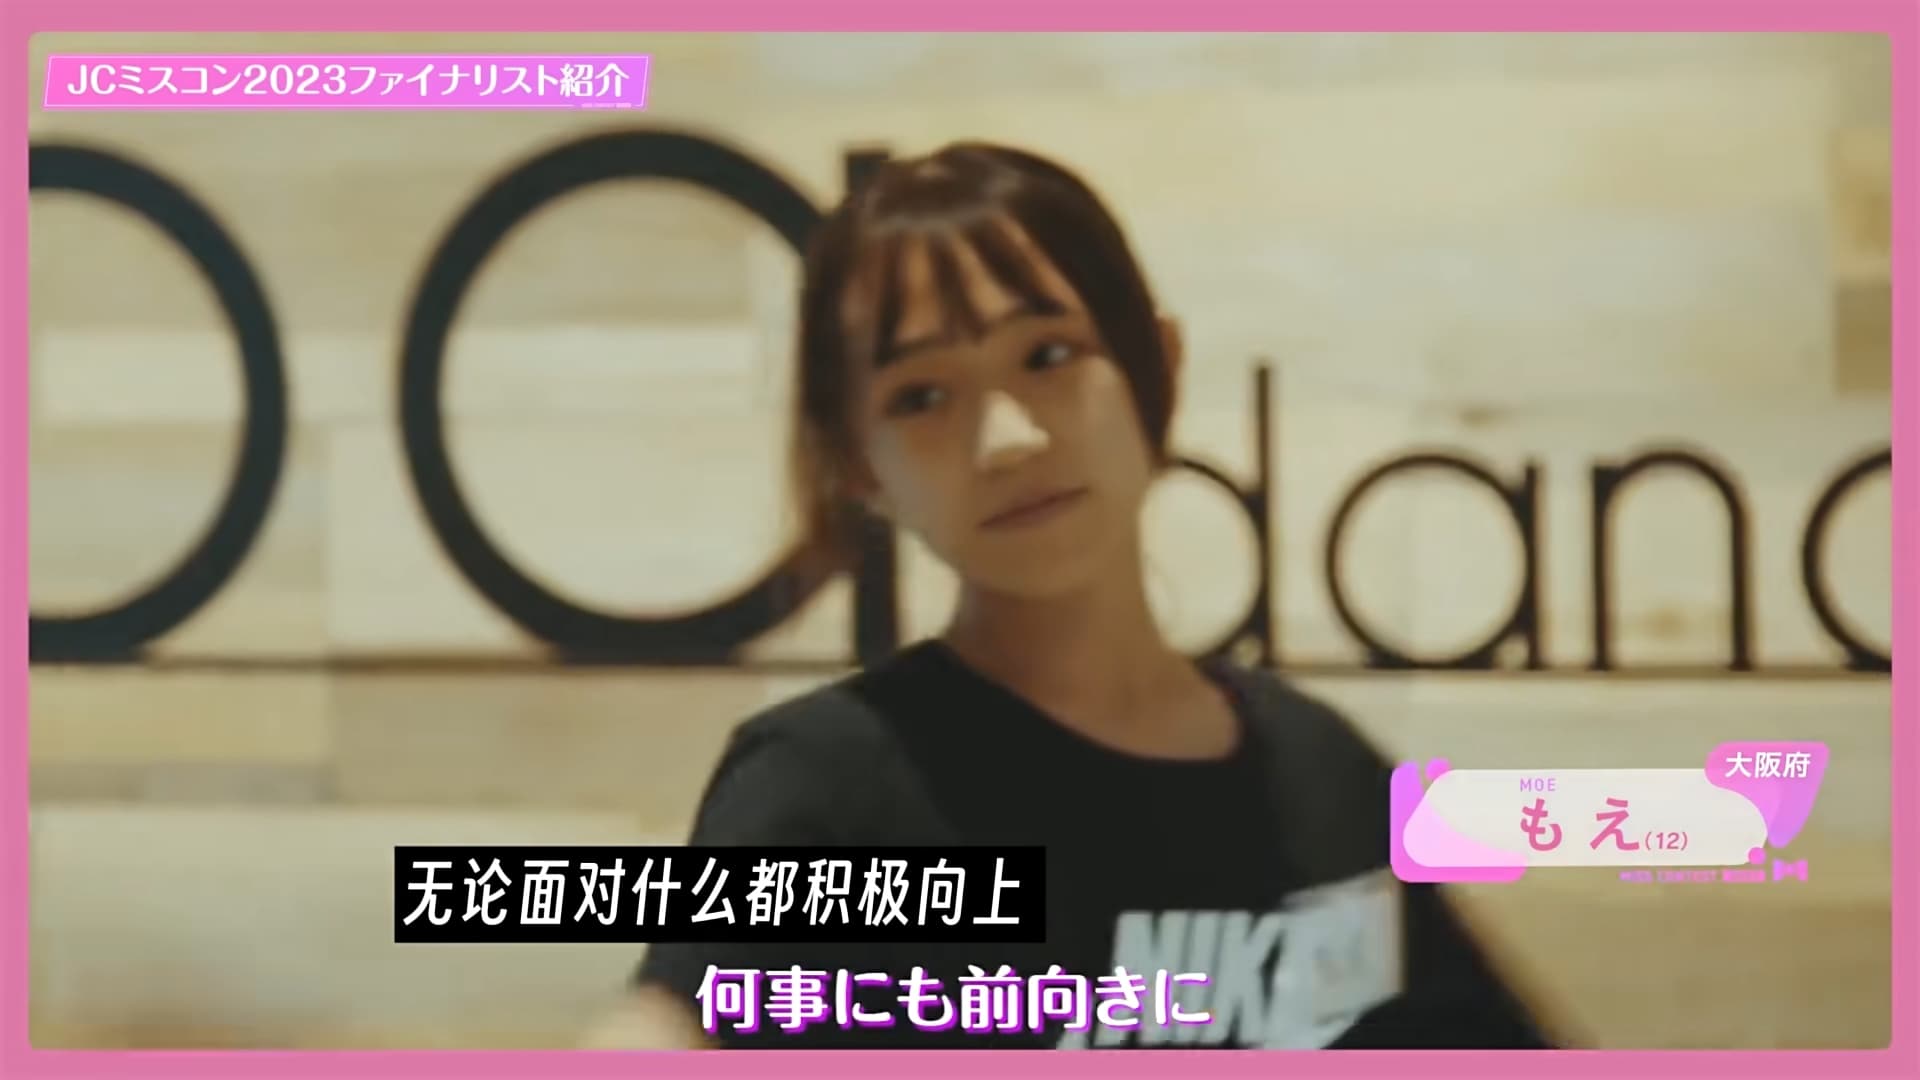 JCミスコン2023ファイナリスト紹介
dan
大阪府
MOE
もえ(12)
MISS CONTEST
无论面对什么都积极向上
NIKE
何事にも前向きに